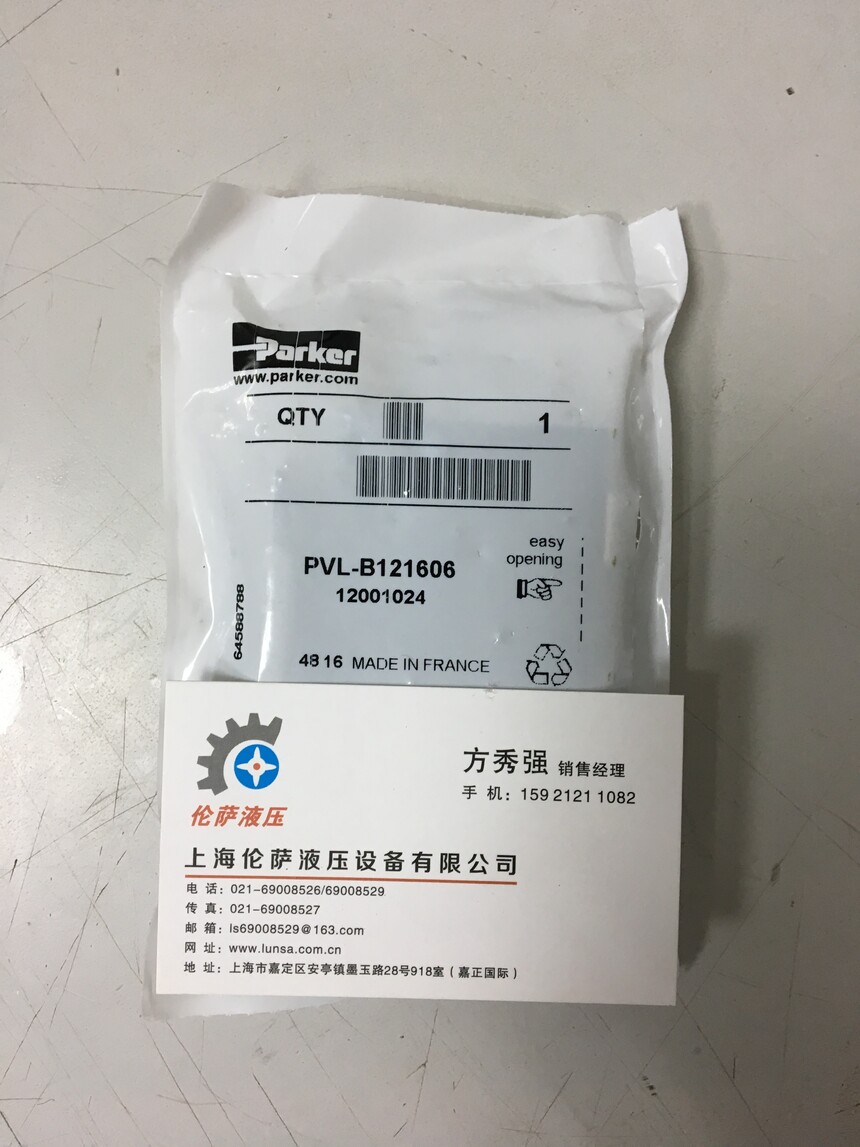 Parker
www.parker.com
QTY 1
easy
opening
PVL-B121606
12001024
64588788
4816 MADE IN FRANCE
伦萨液压
方秀强 销售经理
手 机：159 2121 1082
上海伦萨液压设备有限公司
电 话：021-69008526/69008529
传 真：021-69008527
邮 箱：ls69008529@163.com
网 址：www.lunsa.com.cn
地 址：上海市嘉定区安亭镇墨玉路28号918室（嘉正国际）